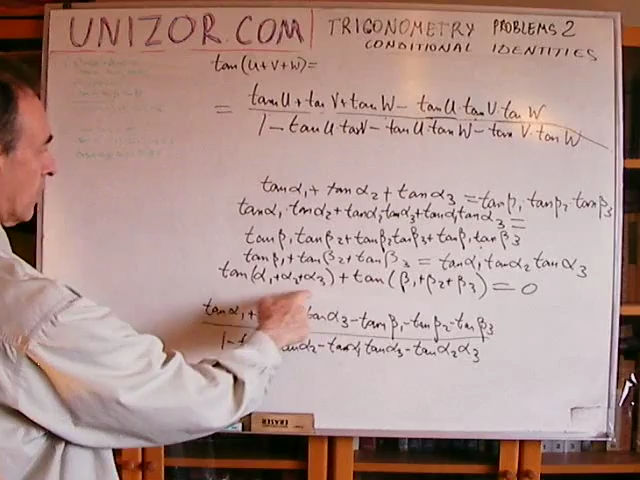 UNIZOR.COM
TRIGONOMETRY PROBLEMS 2
CONDITIONAL IDENTITIES
tan(U+V+W)=
= tanU + tan V + tan W - tan U · tan V · tan W
1 - tan U · tan V - tan U · tan W - tan V · tan W
tan α₁ + tan α₂ + tan α₃ = tan β₁ · tan β₂ · tan β₃
tan α₁ · tan α₂ + tan α₂ tan α₃ + tan α₁ tan α₃ =
tan β₁ tan β₂ + tan β₂ tan β₃ + tan β₁ tan β₃
tan β₁ + tan β₂ + tan β₃ = tan α₁ tan α₂ tan α₃
tan(α₁+α₂+α₃) + tan(β₁+β₂+β₃) = 0
tan α₁ + tan α₃ - tan β₁ · tan β₂ · tan β₃
1 - tan α₂ - tan α₁ tan α₃ - tan α₂ α₃
ERASER